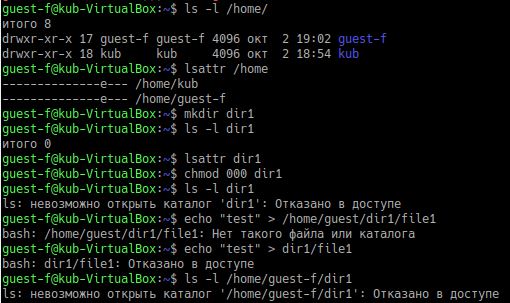 guest-f@kub-VirtualBox:~$ ls -l /home/
итого 8
drwxr-xr-x 17 guest-f guest-f 4096 окт  2 19:02 guest-f
drwxr-xr-x 18 kub     kub     4096 окт  2 18:54 kub
guest-f@kub-VirtualBox:~$ lsattr /home
-------------e--- /home/kub
-------------e--- /home/guest-f
guest-f@kub-VirtualBox:~$ mkdir dir1
guest-f@kub-VirtualBox:~$ ls -l dir1
итого 0
guest-f@kub-VirtualBox:~$ lsattr dir1
guest-f@kub-VirtualBox:~$ chmod 000 dir1
guest-f@kub-VirtualBox:~$ ls -l dir1
ls: невозможно открыть каталог 'dir1': Отказано в доступе
guest-f@kub-VirtualBox:~$ echo "test" > /home/guest/dir1/file1
bash: /home/guest/dir1/file1: Нет такого файла или каталога
guest-f@kub-VirtualBox:~$ echo "test" > dir1/file1
bash: dir1/file1: Отказано в доступе
guest-f@kub-VirtualBox:~$ ls -l /home/guest-f/dir1
ls: невозможно открыть каталог '/home/guest-f/dir1': Отказано в доступе